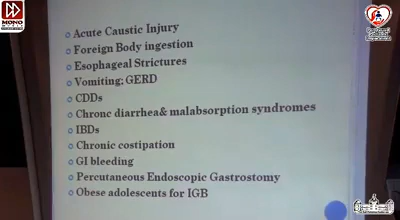 MONO
Acute Caustic Injury
Foreign Body ingestion
Esophageal Strictures
Vomiting: GERD
CDDs
Chronc diarrhea& malabsorption syndromes
IBDs
Chronic costipation
GI bleeding
Percutaneous Endoscopic Gastrostomy
Obese adolescents for IGB